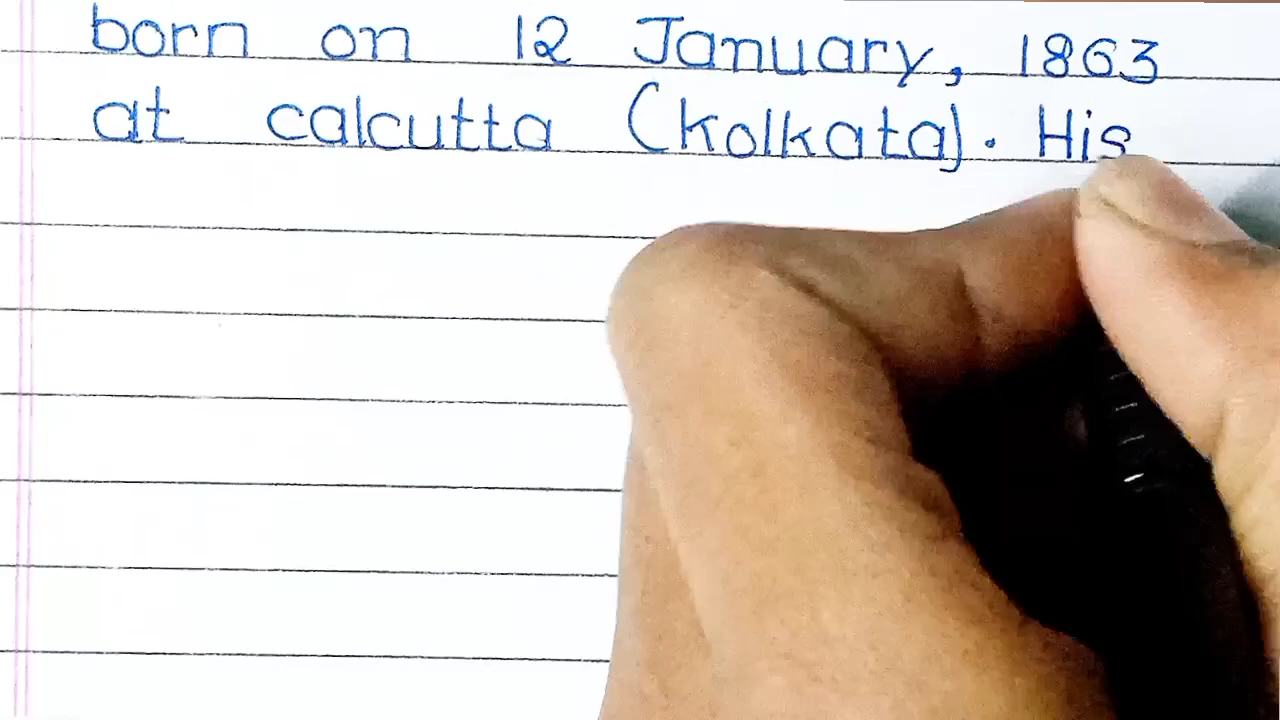 born on 12 January, 1863
at calcutta (kolkata). His